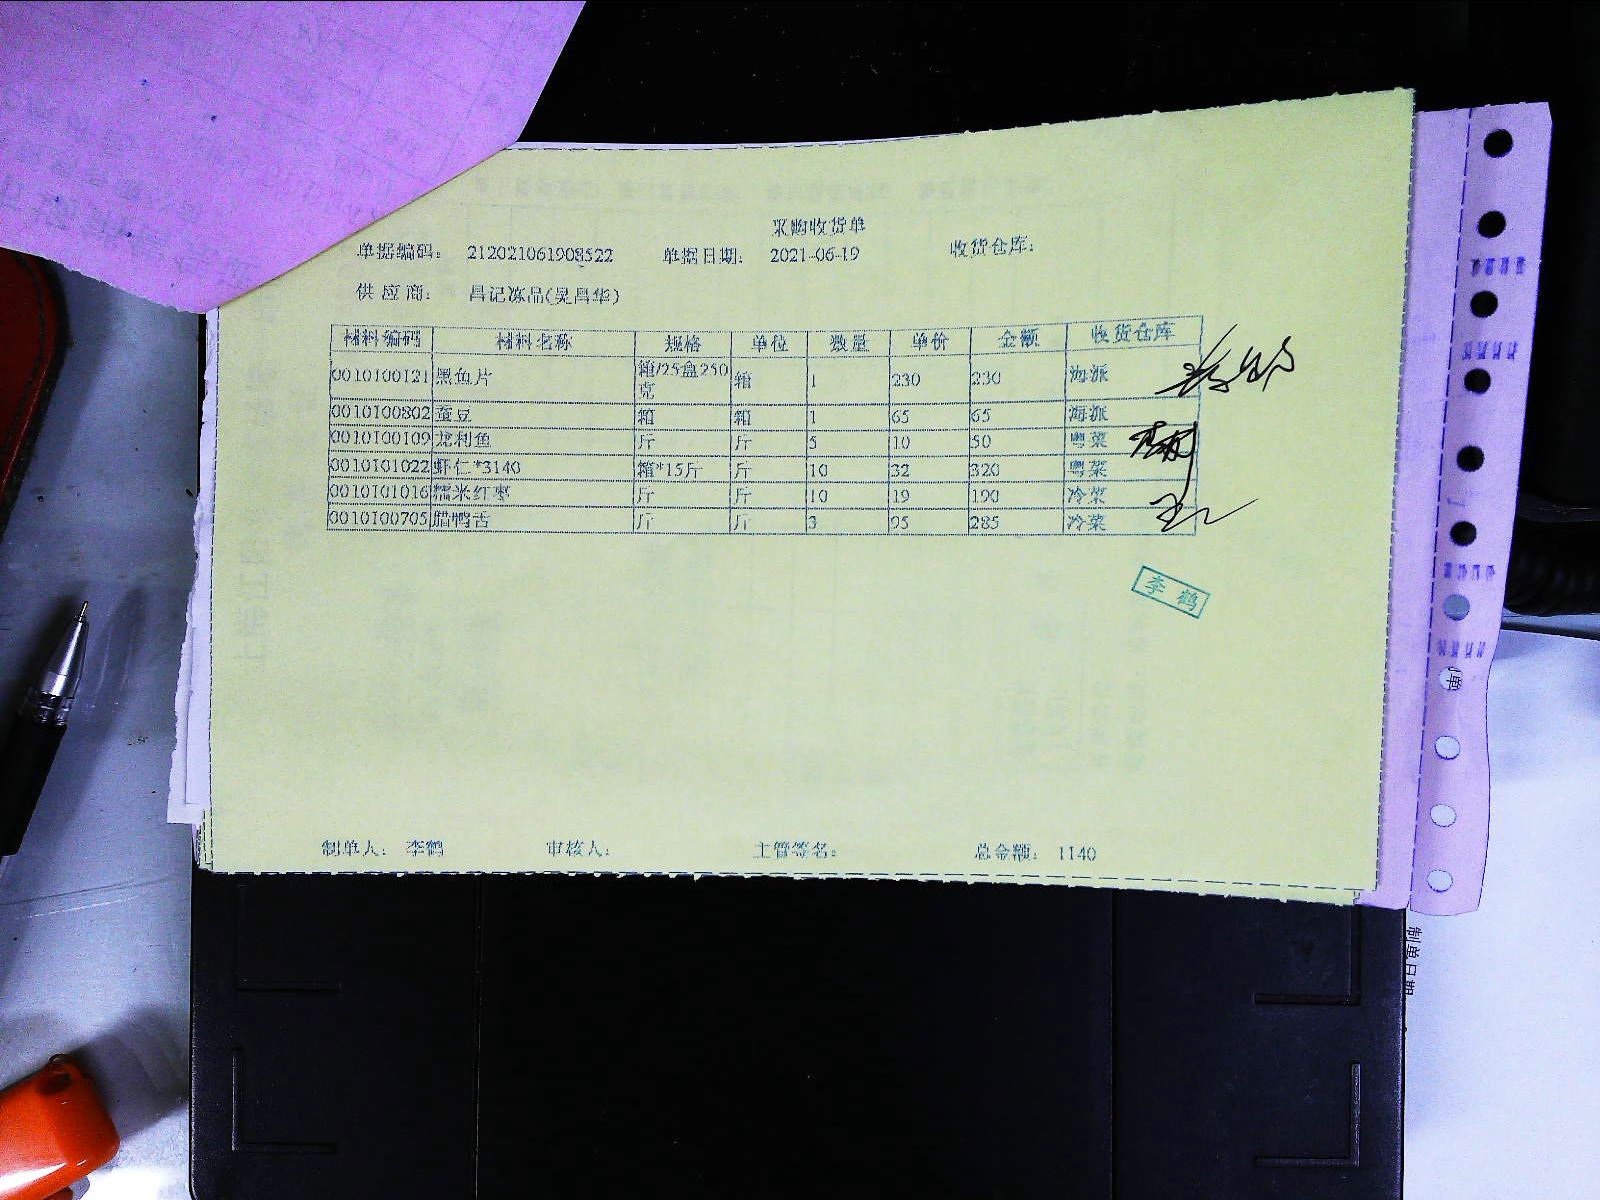 采购收货单
单据编码: 212021061908522 单据日期: 2021-06-19 收货仓库:
供应商: 昌记冻品(吴昌华)
材料编码 材料名称 规格 单位 数量 单价 金额 收货仓库
0010100121 黑鱼片 箱/25盒250克 箱 1 230 230 海派
0010100802 蚕豆 箱 箱 1 65 65 海派
0010100109 龙利鱼 斤 斤 5 10 50 粤菜
0010101022 虾仁*3140 箱*15斤 斤 10 32 320 粤菜
0010101016 糯米红枣 斤 斤 10 19 190 冷菜
0010100705 腊鸭舌 斤 斤 3 95 285 冷菜
李鹤
制单人: 李鹤 审核人: 主管签名: 总金额: 1140
制单日期